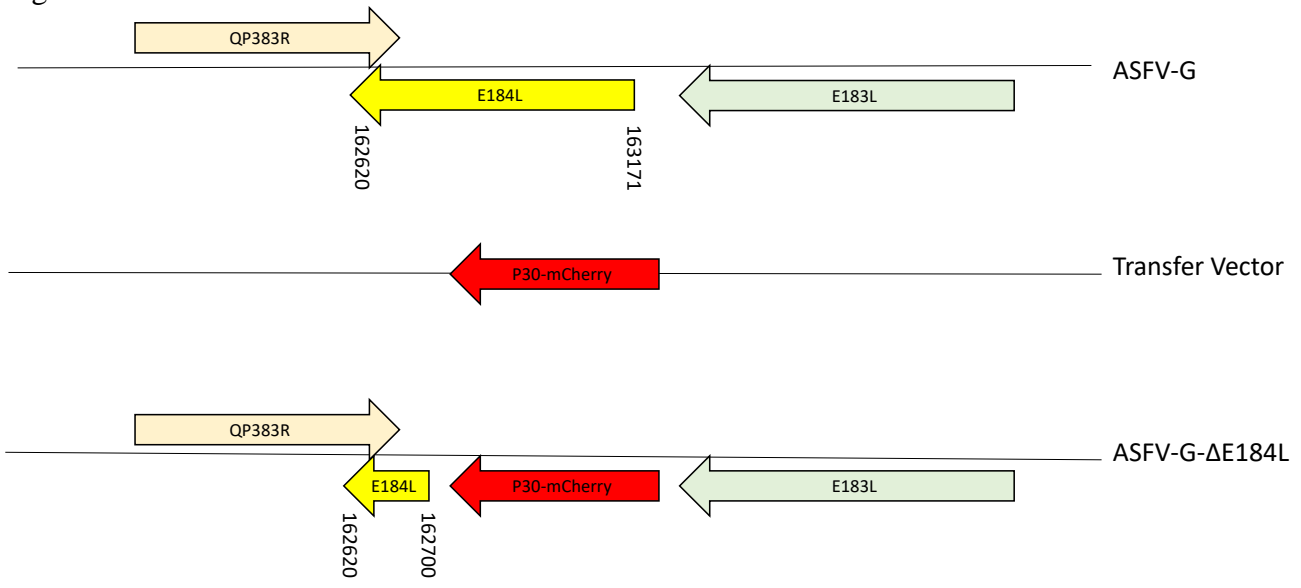 QP383R
ASFV-G
E184L
E183L
162620
163171
P30-mCherry
Transfer Vector
QP383R
ASFV-G-ΔE184L
E184L
P30-mCherry
E183L
162620
162700